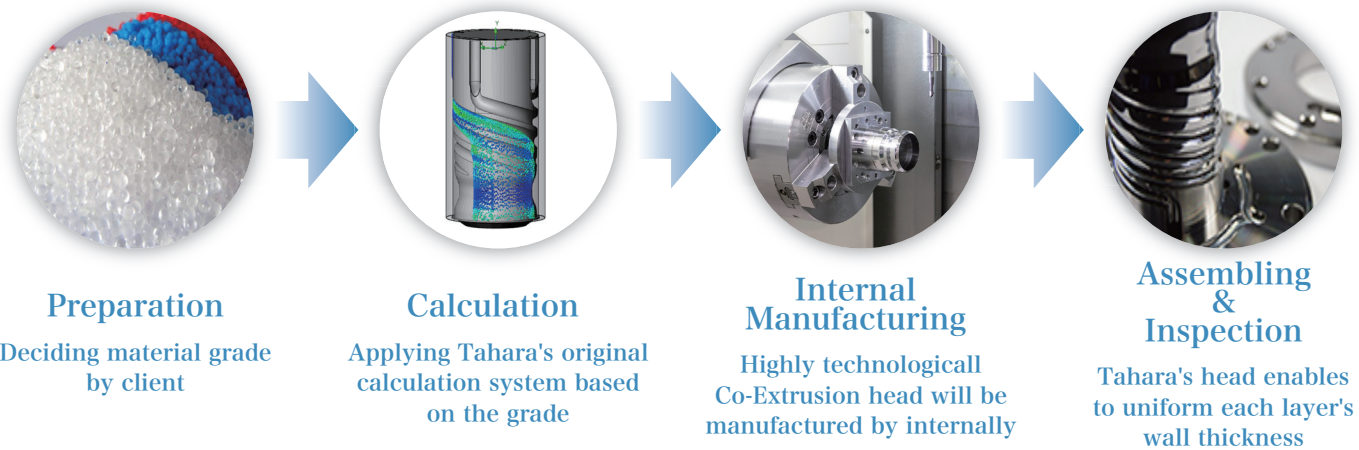 Preparation
Deciding material grade
by client
Calculation
Applying Tahara's original
calculation system based
on the grade
Internal
Manufacturing
Highly technologicall
Co-Extrusion head will be
manufactured by internally
Assembling
&
Inspection
Tahara's head enables
to uniform each layer's
wall thickness